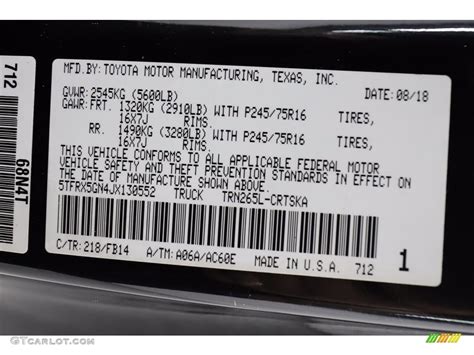 MFD.BY: TOYOTA MOTOR MANUFACTURING, TEXAS, INC.
GVWR: 2545KG (5600LB) DATE: 08/18
GAWR: FRT. 1320KG (2910LB) WITH P245/75R16 TIRES,
16X7J RIMS.
RR. 1490KG (3280LB) WITH P245/75R16 TIRES,
16X7J RIMS.
THIS VEHICLE CONFORMS TO ALL APPLICABLE FEDERAL MOTOR
VEHICLE SAFETY AND THEFT PREVENTION STANDARDS IN EFFECT ON
THE DATE OF MANUFACTURE SHOWN ABOVE.
5TFRX5GN4JX130552 TRUCK TRN265L-CRTSKA
C/TR: 218/FB14 A/TM: A06A/AC60E MADE IN U.S.A. 712
1
712
68N4T
GTCARLOT.COM